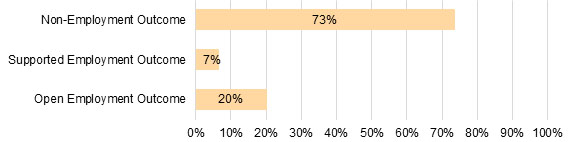 Non-Employment Outcome 73%
Supported Employment Outcome 7%
Open Employment Outcome 20%
0% 10% 20% 30% 40% 50% 60% 70% 80% 90% 100%